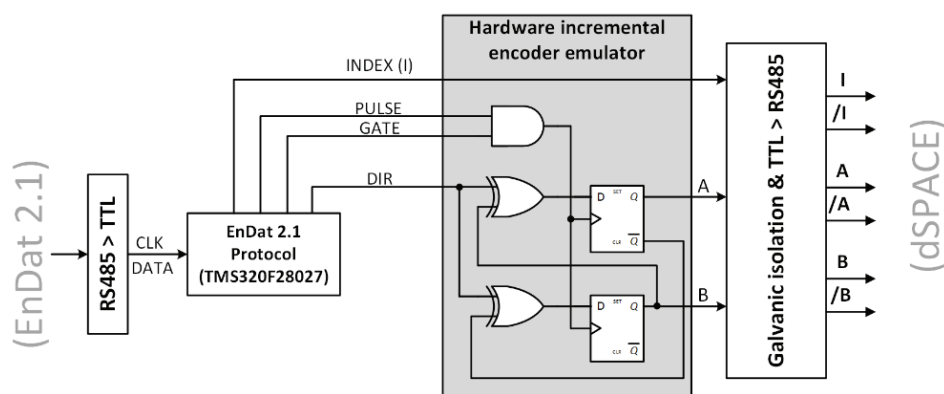 Hardware incremental
encoder emulator
INDEX (I)
PULSE
GATE
DIR
(EnDat 2.1)
RS485 > TTL
CLK
DATA
EnDat 2.1
Protocol
(TMS320F28027)
D SET Q
CLR Q
A
D SET Q
CLR Q
B
Galvanic isolation & TTL > RS485
I
/I
A
/A
B
/B
(dSPACE)